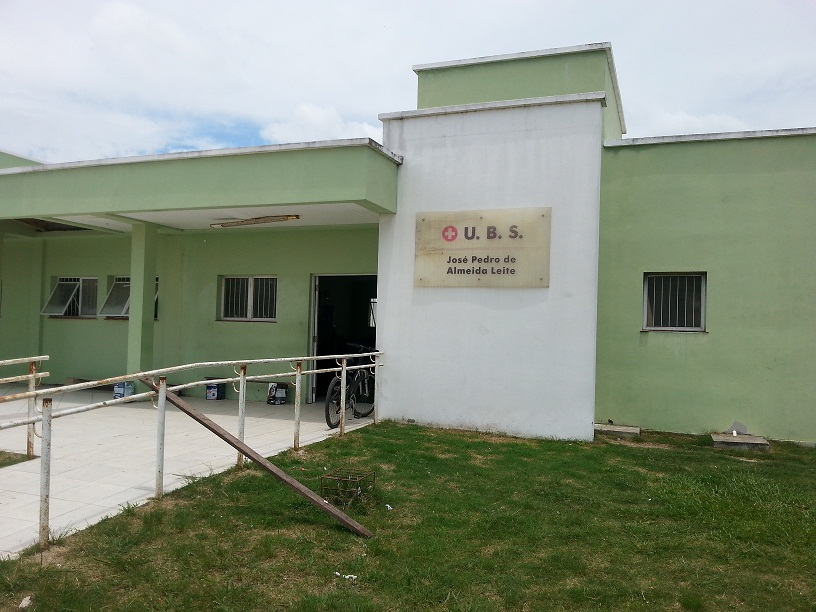 U. B. S.
José Pedro de
Almeida Leite